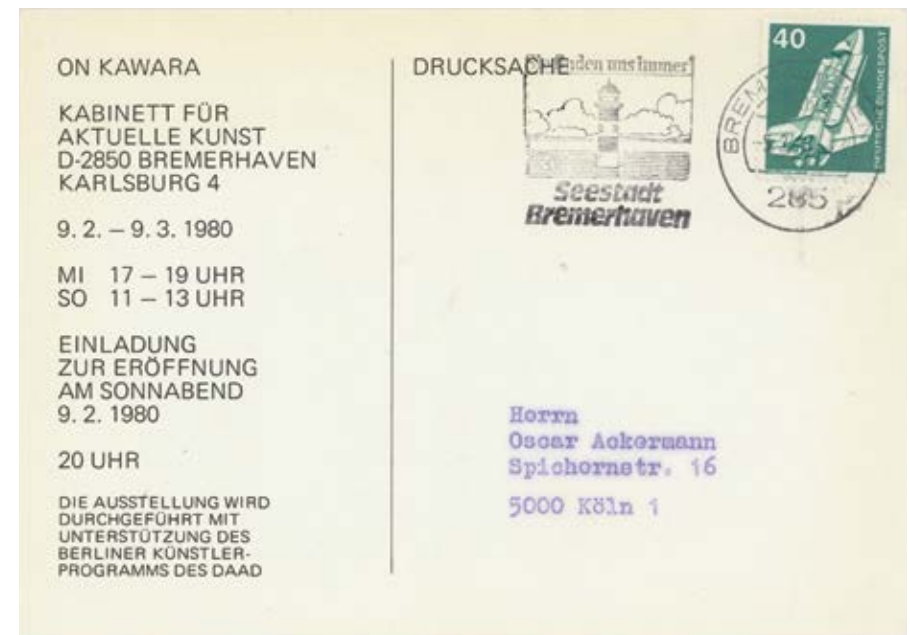 ON KAWARA
KABINETT FÜR
AKTUELLE KUNST
D-2850 BREMERHAVEN
KARLSBURG 4
9. 2. – 9. 3. 1980
MI 17 – 19 UHR
SO 11 – 13 UHR
EINLADUNG
ZUR ERÖFFNUNG
AM SONNABEND
9. 2. 1980
20 UHR
DIE AUSSTELLUNG WIRD
DURCHGEFÜHRT MIT
UNTERSTÜTZUNG DES
BERLINER KÜNSTLER-
PROGRAMMS DES DAAD
DRUCKSACHE
uns immer
Seestadt
Bremerhaven
40
DEUTSCHE BUNDESPOST
BREM
285
Herrn
Oscar Ackermann
Spichernstr. 16
5000 Köln 1